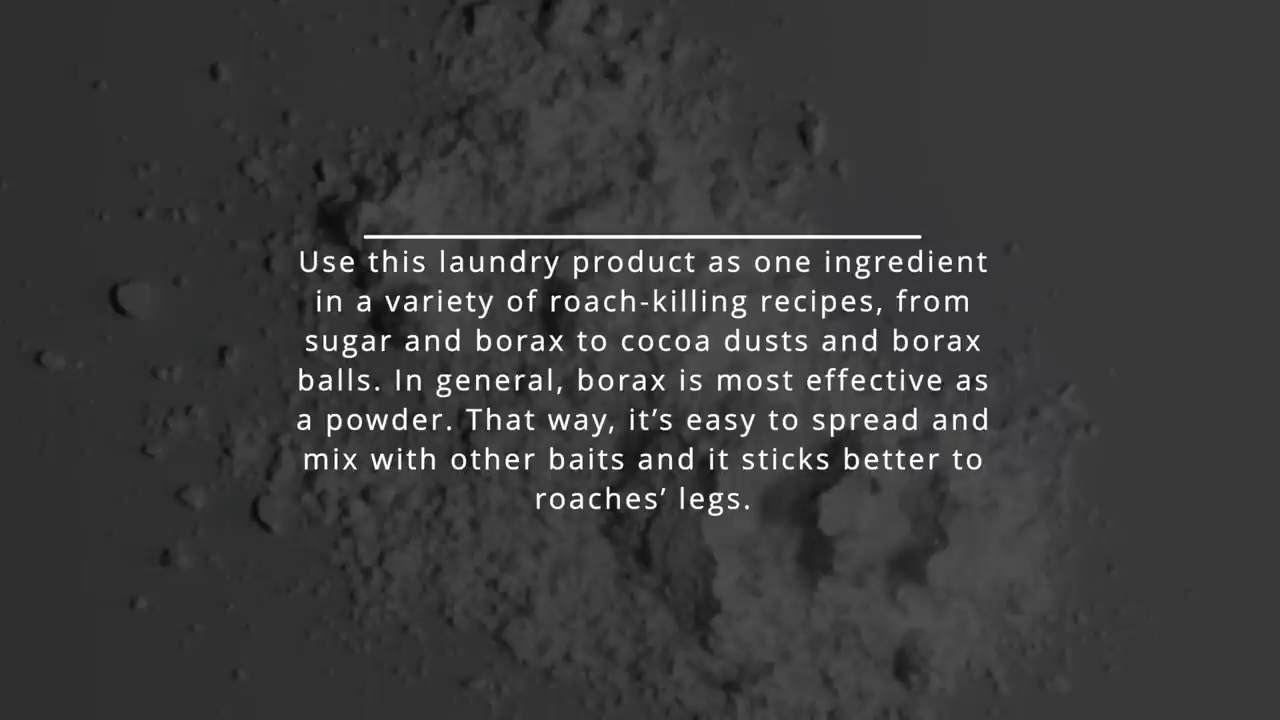 Use this laundry product as one ingredient
in a variety of roach-killing recipes, from
sugar and borax to cocoa dusts and borax
balls. In general, borax is most effective as
a powder. That way, it’s easy to spread and
mix with other baits and it sticks better to
roaches’ legs.